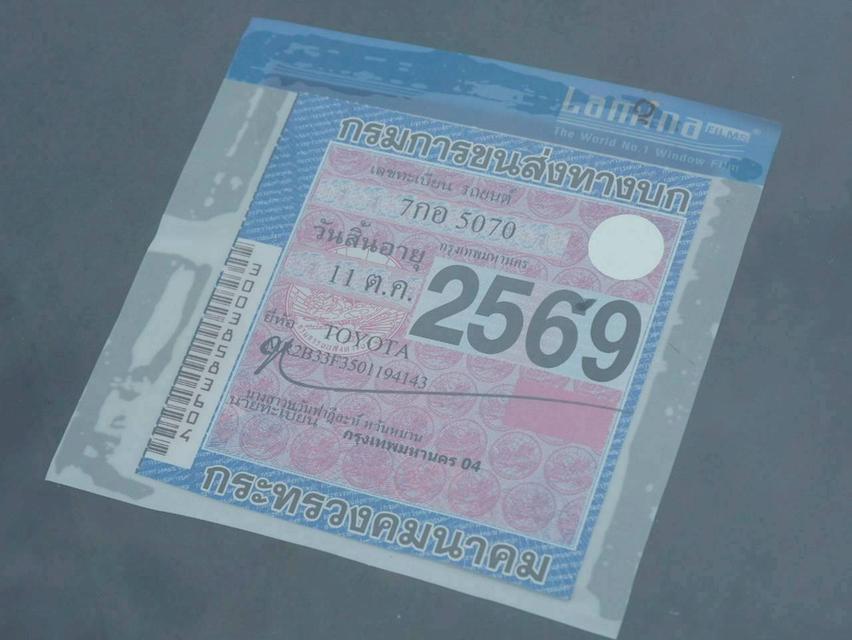 Lamina FILMS
The World No.1 Window Film
กรมการขนส่งทางบก
เลขทะเบียน รถยนต์
7กอ 5070
กรุงเทพมหานคร
วันสิ้นอายุ
11 ต.ค. 2569
ยี่ห้อ TOYOTA
2B33F3501194143
นายทะเบียน กรุงเทพมหานคร 04
กระทรวงคมนาคม
30038583604